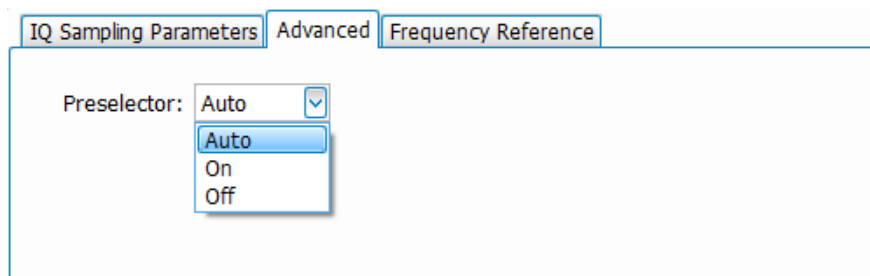 IQ Sampling Parameters Advanced Frequency Reference
Preselector: Auto
Auto
On
Off